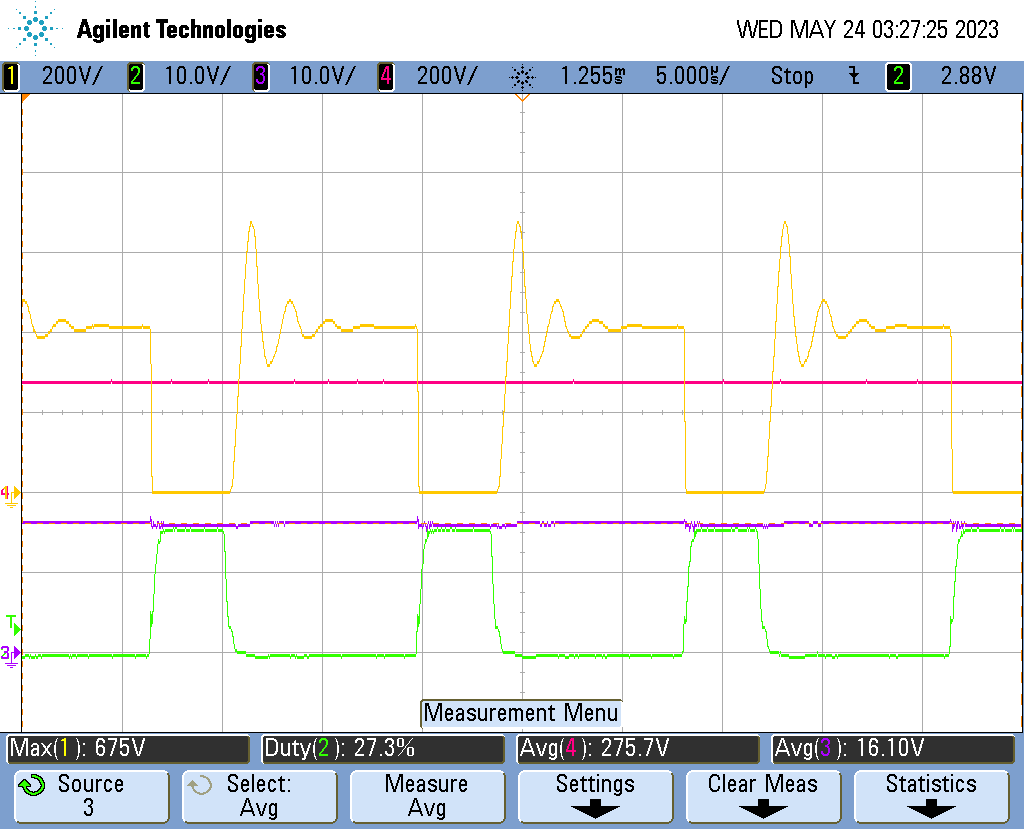 Agilent Technologies
WED MAY 24 03:27:25 2023
1 200V/ 2 10.0V/ 3 10.0V/ 4 200V/ 1.255ms 5.000us/ Stop 2 2.88V
4
T
3
Measurement Menu
Max(1): 675V Duty(2): 27.3% Avg(4): 275.7V Avg(3): 16.10V
Source Select: Measure Settings Clear Meas Statistics
3 Avg Avg